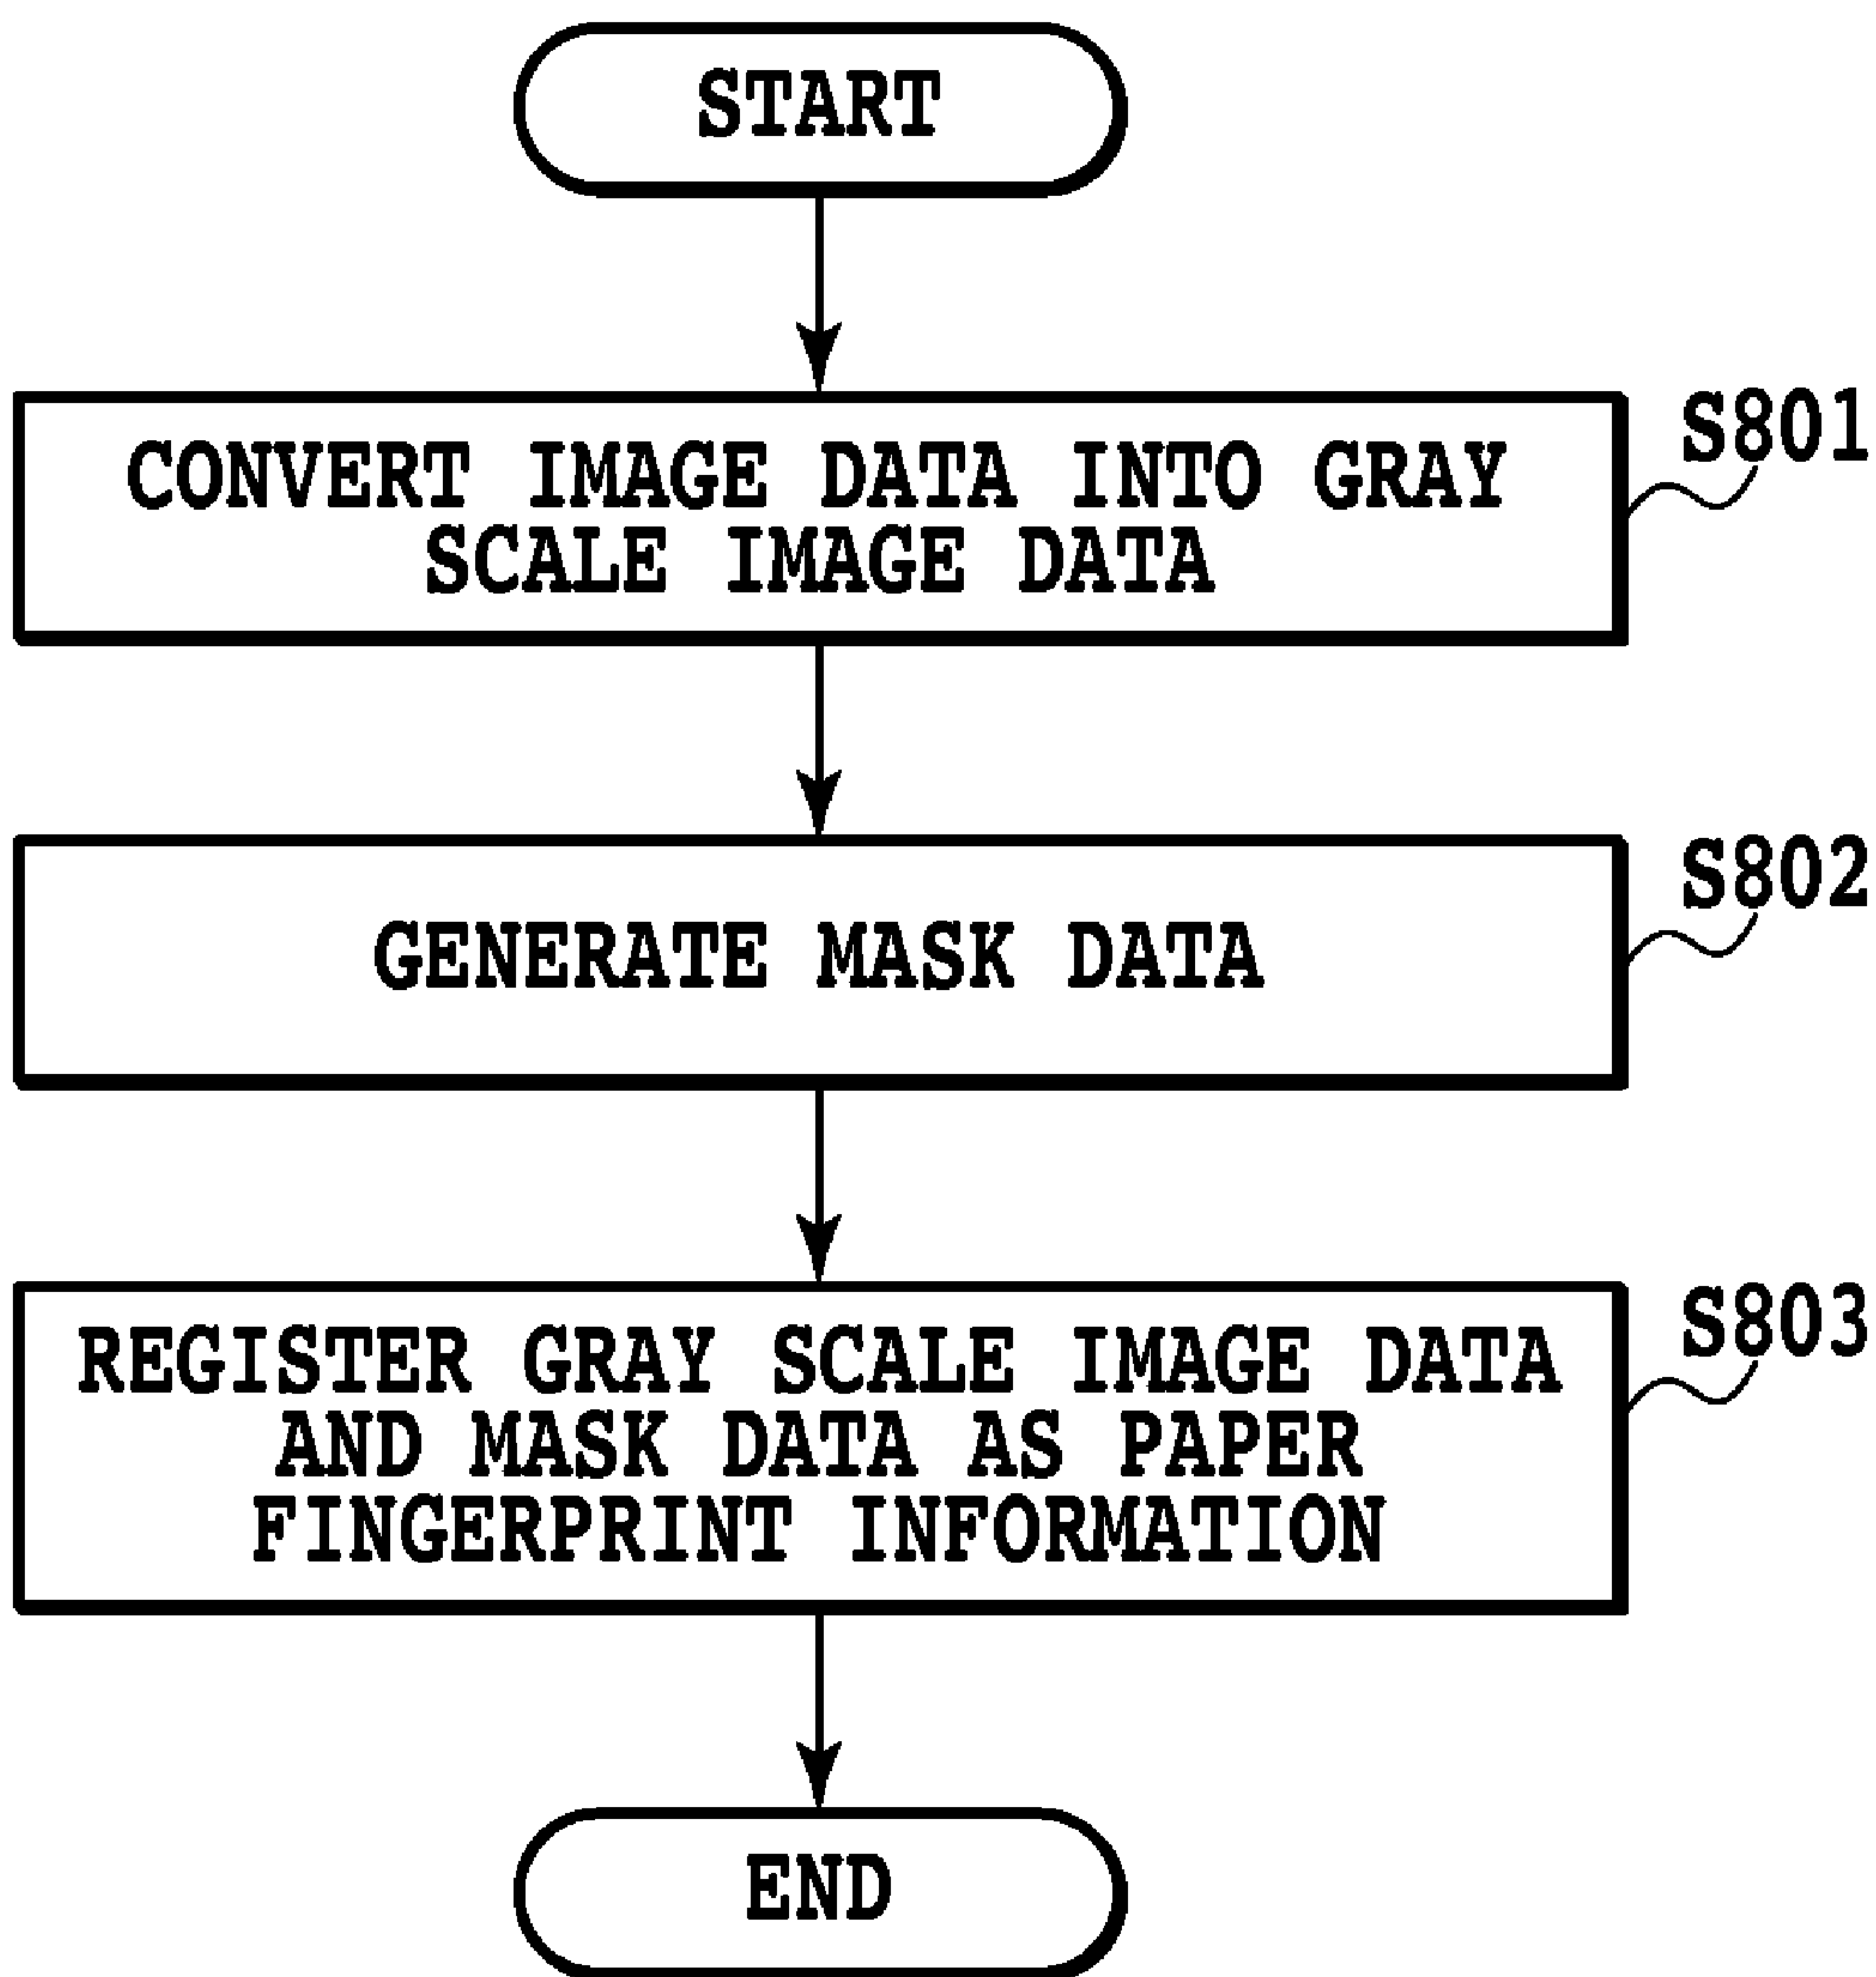 START
S801
CONVERT IMAGE DATA INTO GRAY
SCALE IMAGE DATA
S802
GENERATE MASK DATA
S803
REGISTER GRAY SCALE IMAGE DATA
AND MASK DATA AS PAPER
FINGERPRINT INFORMATION
END